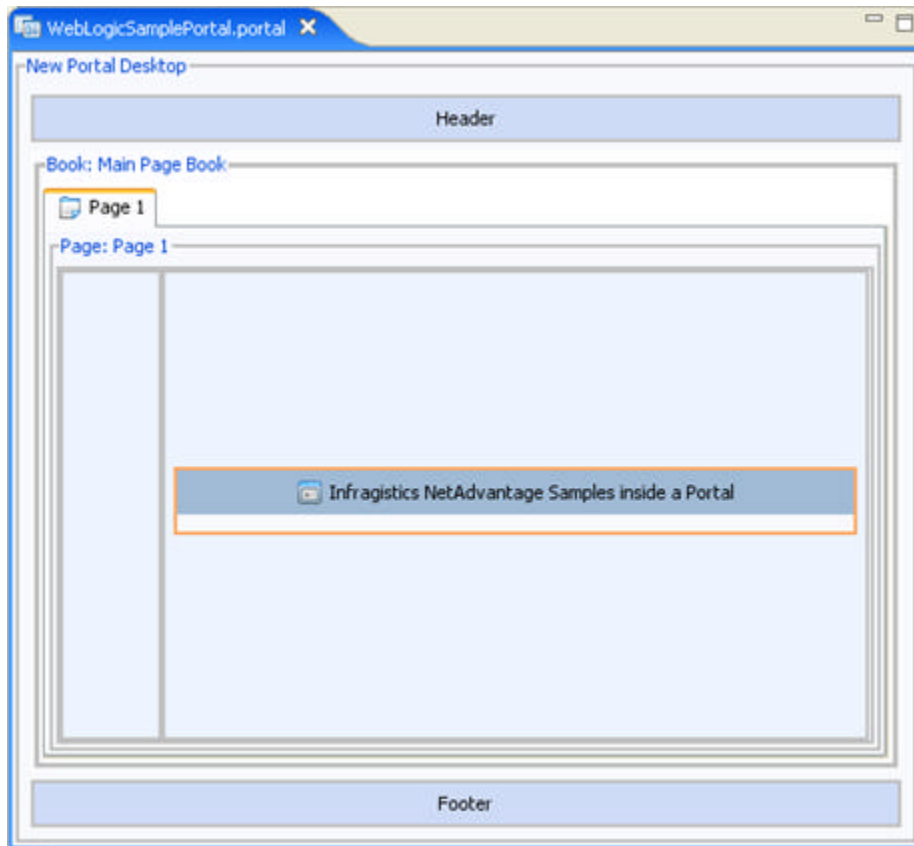 WebLogicSamplePortal.portal
New Portal Desktop
Header
Book: Main Page Book
Page 1
Page: Page 1
Infragistics NetAdvantage Samples inside a Portal
Footer